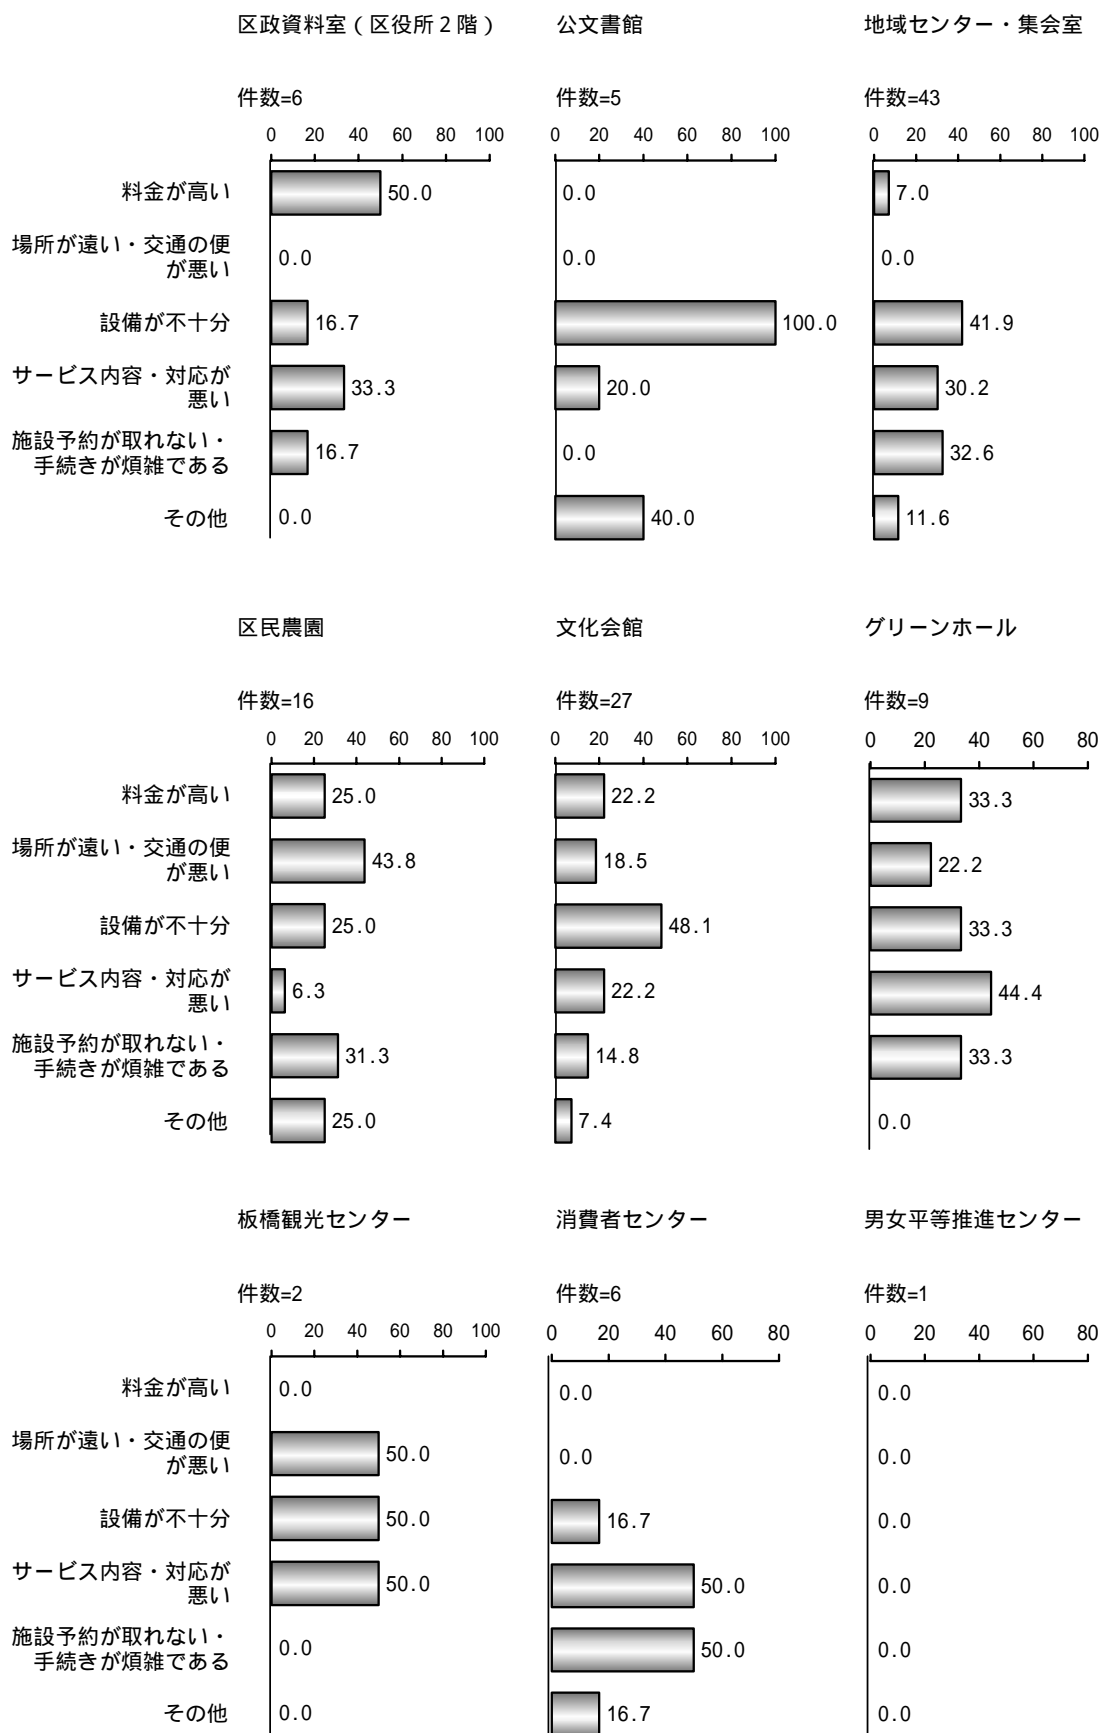 区政資料室（区役所２階） 公文書館 地域センター・集会室
件数=6 件数=5 件数=43
0 20 40 60 80 100 0 20 40 60 80 100 0 20 40 60 80 100
料金が高い 50.0 0.0 7.0
場所が遠い・交通の便
が悪い 0.0 0.0 0.0
設備が不十分 16.7 100.0 41.9
サービス内容・対応が
悪い 33.3 20.0 30.2
施設予約が取れない・
手続きが煩雑である 16.7 0.0 32.6
その他 0.0 40.0 11.6
区民農園 文化会館 グリーンホール
件数=16 件数=27 件数=9
0 20 40 60 80 100 0 20 40 60 80 100 0 20 40 60 80
料金が高い 25.0 22.2 33.3
場所が遠い・交通の便
が悪い 43.8 18.5 22.2
設備が不十分 25.0 48.1 33.3
サービス内容・対応が
悪い 6.3 22.2 44.4
施設予約が取れない・
手続きが煩雑である 31.3 14.8 33.3
その他 25.0 7.4 0.0
板橋観光センター 消費者センター 男女平等推進センター
件数=2 件数=6 件数=1
0 20 40 60 80 100 0 20 40 60 80 0 20 40 60 80
料金が高い 0.0 0.0 0.0
場所が遠い・交通の便
が悪い 50.0 0.0 0.0
設備が不十分 50.0 16.7 0.0
サービス内容・対応が
悪い 50.0 50.0 0.0
施設予約が取れない・
手続きが煩雑である 0.0 50.0 0.0
その他 0.0 16.7 0.0